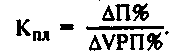 Кпл = ΔП% / ΔVРП%.